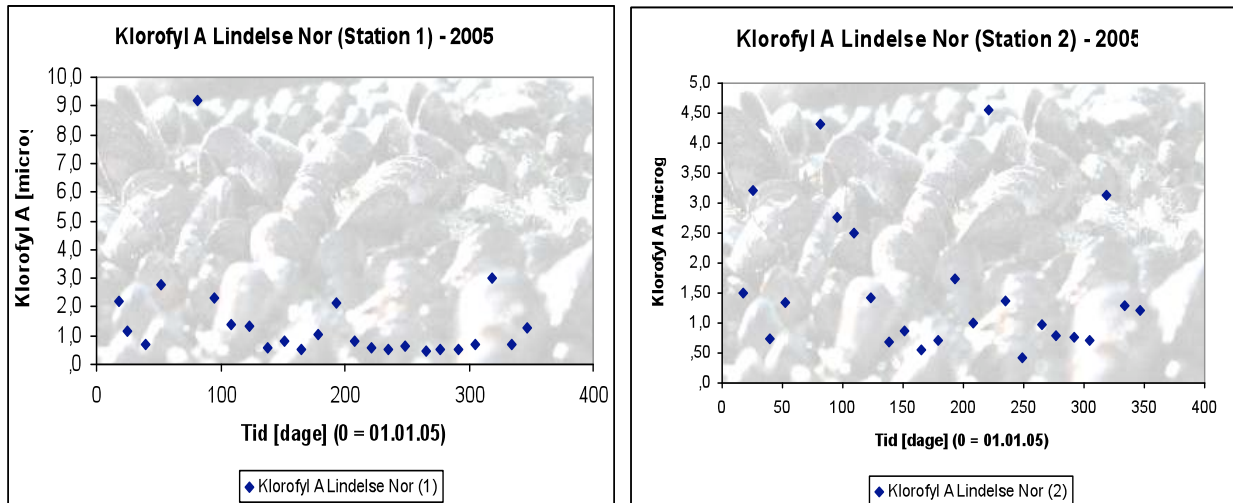 Klorofyl A Lindelse Nor (Station 1) - 2005
Klorofyl A [microg
10,0
9,0
8,0
7,0
6,0
5,0
4,0
3,0
2,0
1,0
,0
0 100 200 300 400
Tid [dage] (0 = 01.01.05)
Klorofyl A Lindelse Nor (1)
Klorofyl A Lindelse Nor (Station 2) - 2005
Klorofyl A [microg
5,0
4,50
4,0
3,50
3,0
2,50
2,0
1,50
1,0
,50
,0
0 50 100 150 200 250 300 350 400
Tid [dage] (0 = 01.01.05)
Klorofyl A Lindelse Nor (2)